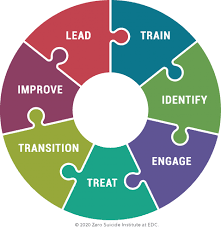 LEAD
TRAIN
IDENTIFY
ENGAGE
TREAT
TRANSITION
IMPROVE
© 2020 Zero Suicide Institute at EDC